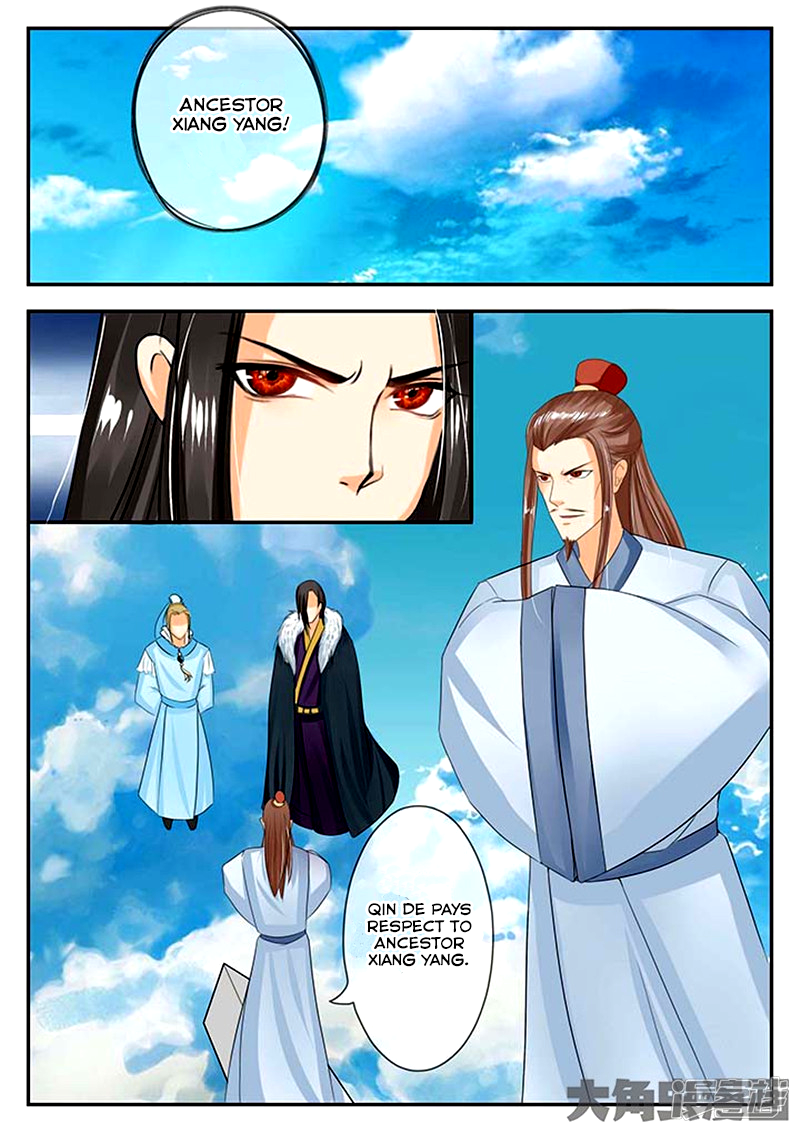 ANCESTOR
XIANG YANG!
QIN DE PAYS
RESPECT TO
ANCESTOR
XIANG YANG.
大角虫漫画